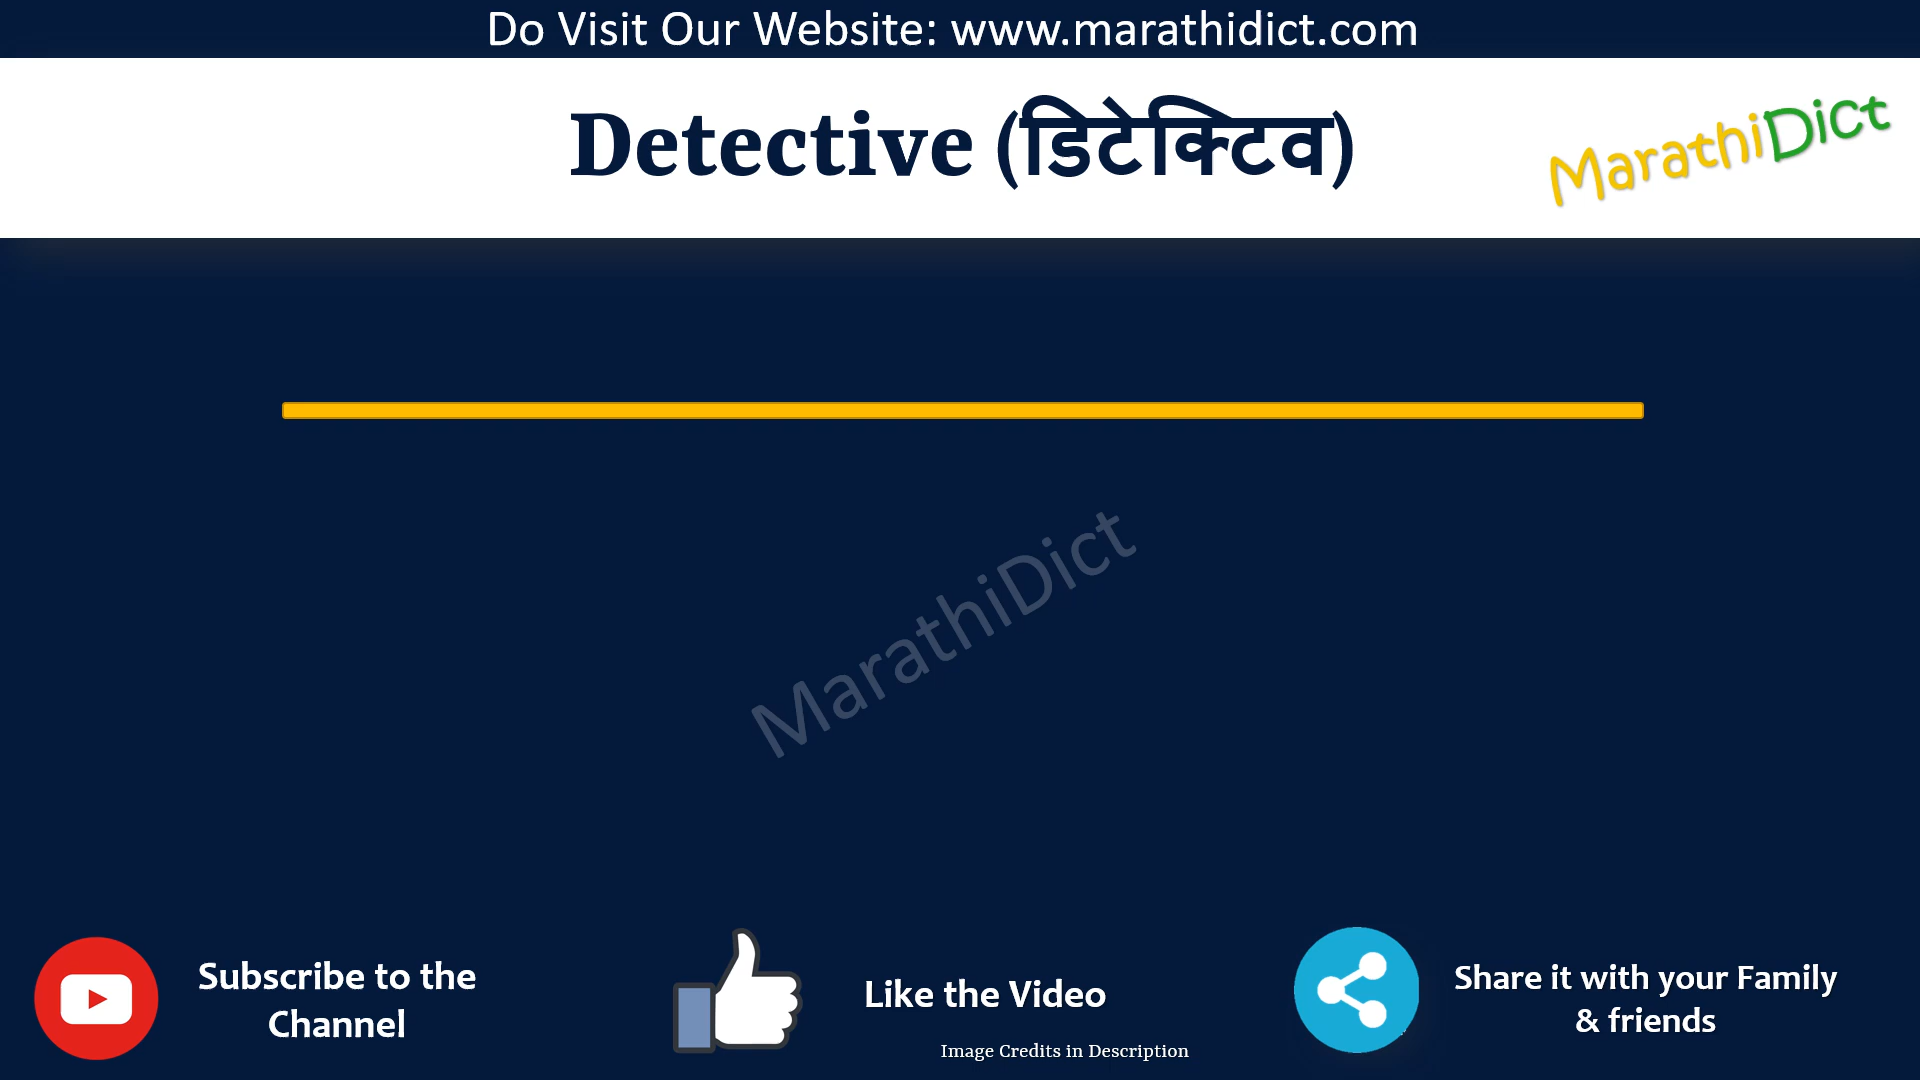 Do Visit Our Website: www.marathidict.com
Detective (डिटेक्टिव)
MarathiDict
MarathiDict
Subscribe to the
Channel
Like the Video
Share it with your Family
& friends
Image Credits in Description